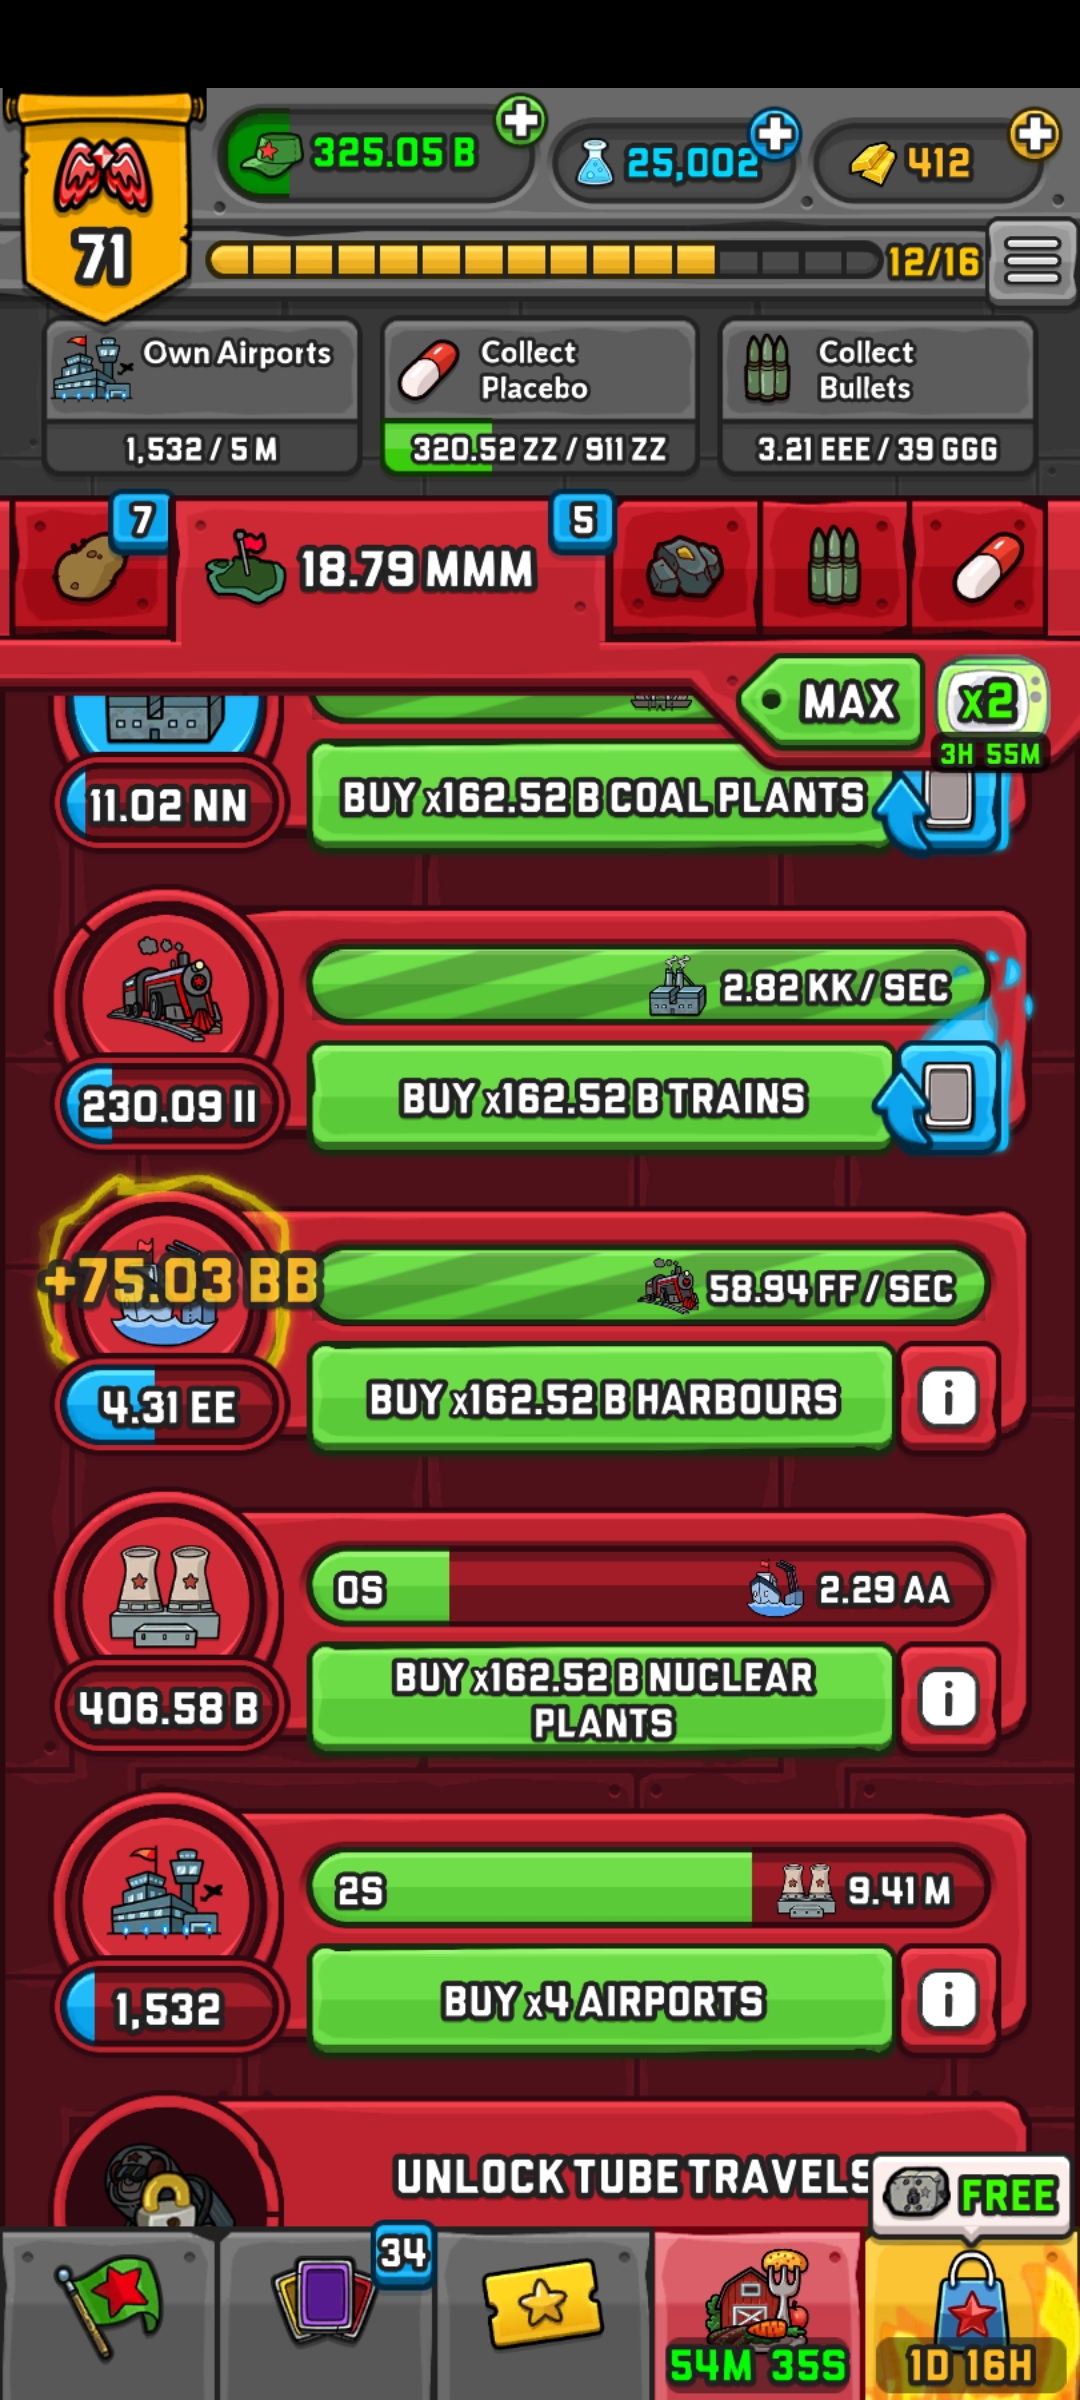 325.05 B
25,002
412
71
12/16
Own Airports
1,532 / 5 M
Collect
Placebo
320.52 ZZ / 911 ZZ
Collect
Bullets
3.21 EEE / 39 GGG
7
18.79 MMM
5
MAX
x2
3H 55M
11.02 NN
BUY x162.52 B COAL PLANTS
2.82 KK / SEC
230.09 II
BUY x162.52 B TRAINS
+75.03 BB
58.94 FF / SEC
4.31 EE
BUY x162.52 B HARBOURS
i
0S
2.29 AA
406.58 B
BUY x162.52 B NUCLEAR
PLANTS
i
2S
9.41 M
1,532
BUY x4 AIRPORTS
i
UNLOCK TUBE TRAVELS
FREE
34
54M 35S
1D 16H